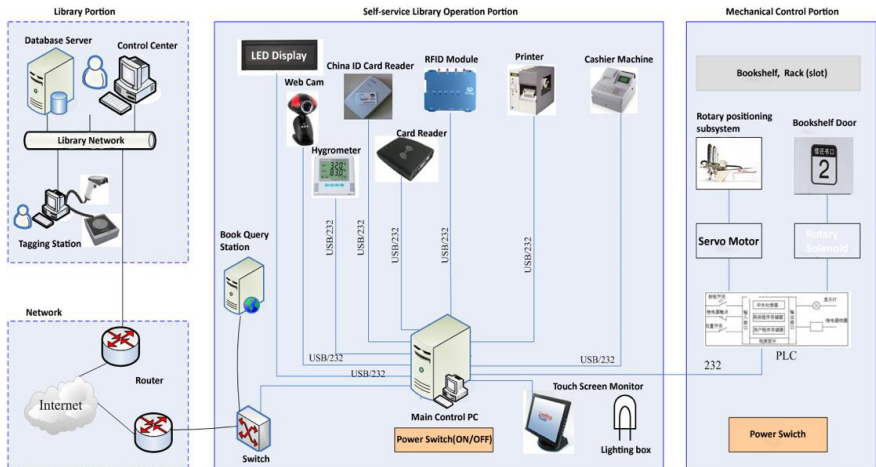 Library Portion
Database Server
Control Center
Library Network
Tagging Station
Network
Router
Internet
Self-service Library Operation Portion
LED Display
Web Cam
China ID Card Reader
RFID Module
Printer
Cashier Machine
Hygrometer
Card Reader
Book Query
Station
USB/232
USB/232
USB/232
USB/232
USB/232
USB/232
USB/232
USB/232
Main Control PC
Power Switch(ON/OFF)
Switch
Touch Screen Monitor
Lighting box
Mechanical Control Portion
Bookshelf, Rack (slot)
Rotary positioning
subsystem
Bookshelf Door
2
Servo Motor
Rotary
Solenoid
232
PLC
Power Swicth